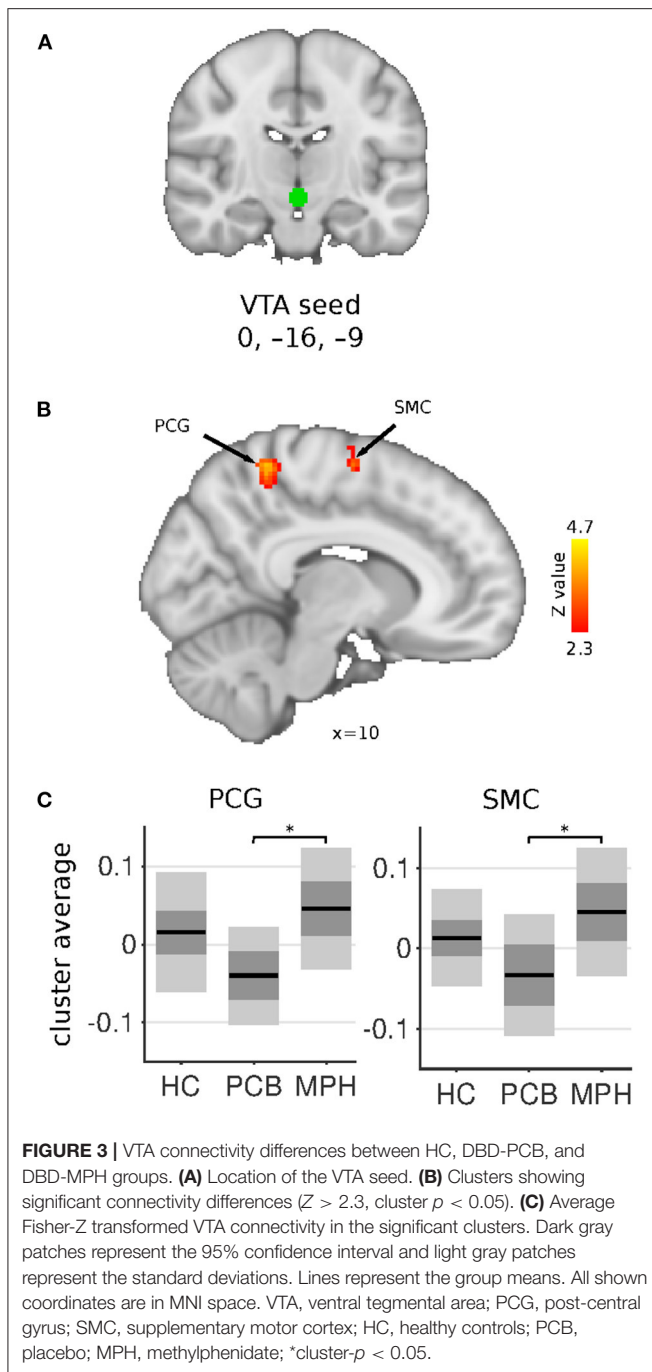 A
VTA seed
0, –16, –9
B
PCG
SMC
4.7
Z value
2.3
x=10
C
PCG
SMC
cluster average
0.1
0
-0.1
*
HC PCB MPH
0.1
0
-0.1
*
HC PCB MPH
FIGURE 3 | VTA connectivity differences between HC, DBD-PCB, and
DBD-MPH groups. (A) Location of the VTA seed. (B) Clusters showing
significant connectivity differences (Z > 2.3, cluster p < 0.05). (C) Average
Fisher-Z transformed VTA connectivity in the significant clusters. Dark gray
patches represent the 95% confidence interval and light gray patches
represent the standard deviations. Lines represent the group means. All shown
coordinates are in MNI space. VTA, ventral tegmental area; PCG, post-central
gyrus; SMC, supplementary motor cortex; HC, healthy controls; PCB,
placebo; MPH, methylphenidate; *cluster-p < 0.05.